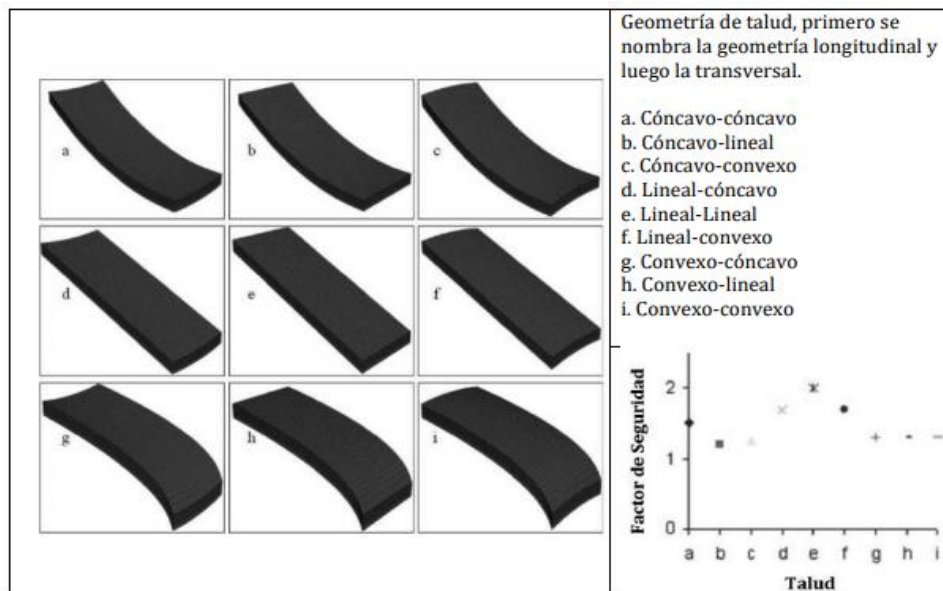 a
b
c
d
e
f
g
h
i
Geometría de talud, primero se
nombra la geometría longitudinal y
luego la transversal.
a. Cóncavo-cóncavo
b. Cóncavo-lineal
c. Cóncavo-convexo
d. Lineal-cóncavo
e. Lineal-Lineal
f. Lineal-convexo
g. Convexo-cóncavo
h. Convexo-lineal
i. Convexo-convexo
Factor de Seguridad
2
1
0
a b c d e f g h i
Talud